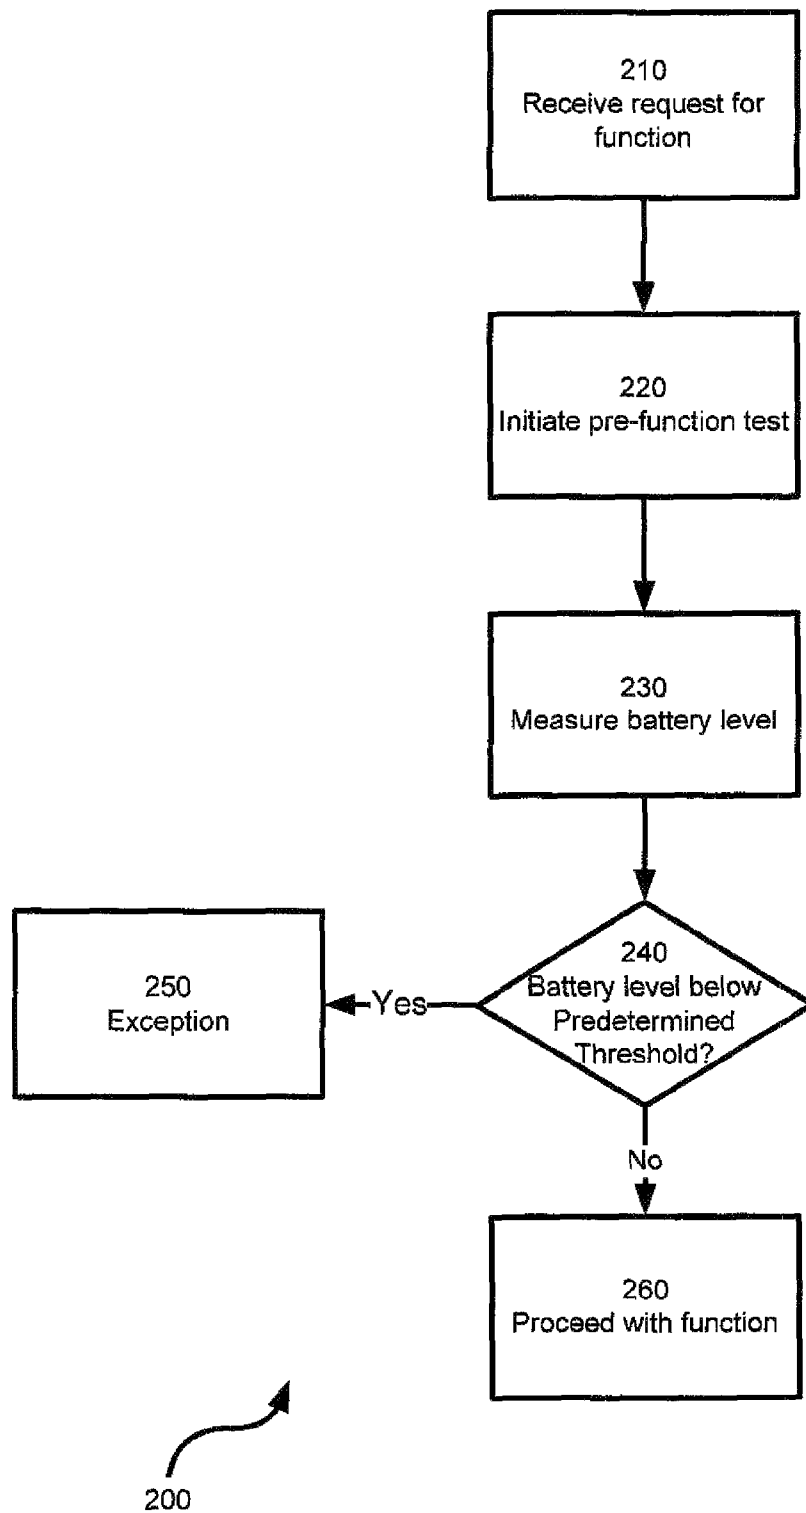 210
Receive request for
function
220
Initiate pre-function test
230
Measure battery level
240
Battery level below
Predetermined
Threshold?
Yes
250
Exception
No
260
Proceed with function
200